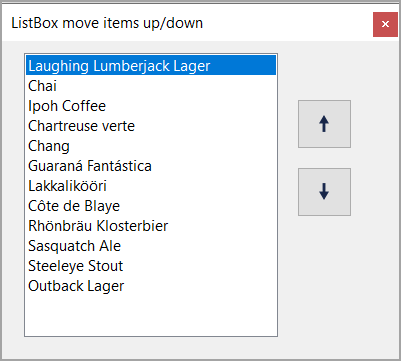 ListBox move items up/down
Laughing Lumberjack Lager
Chai
Ipoh Coffee
Chartreuse verte
Chang
Guaraná Fantástica
Lakkalikööri
Côte de Blaye
Rhönbräu Klosterbier
Sasquatch Ale
Steeleye Stout
Outback Lager